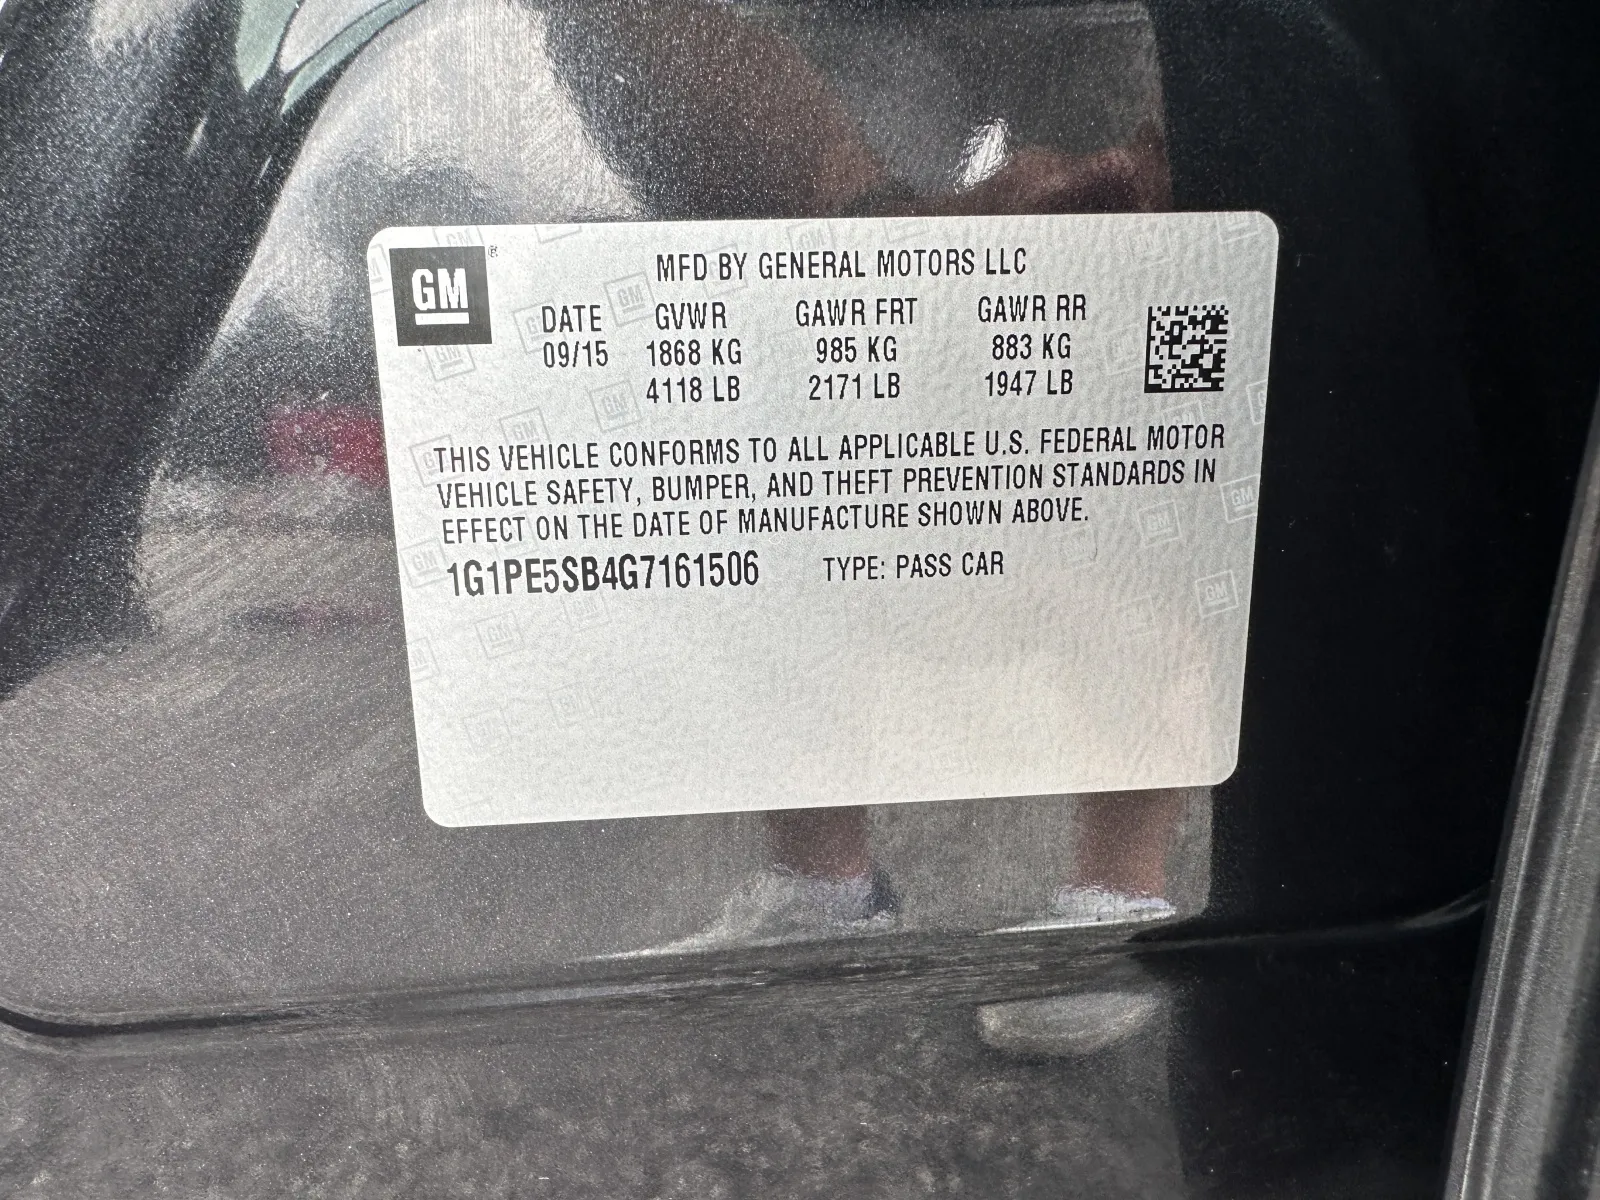 GM®
MFD BY GENERAL MOTORS LLC
DATE GVWR GAWR FRT GAWR RR
09/15 1868 KG 985 KG 883 KG
4118 LB 2171 LB 1947 LB
THIS VEHICLE CONFORMS TO ALL APPLICABLE U.S. FEDERAL MOTOR
VEHICLE SAFETY, BUMPER, AND THEFT PREVENTION STANDARDS IN
EFFECT ON THE DATE OF MANUFACTURE SHOWN ABOVE.
1G1PE5SB4G7161506 TYPE: PASS CAR